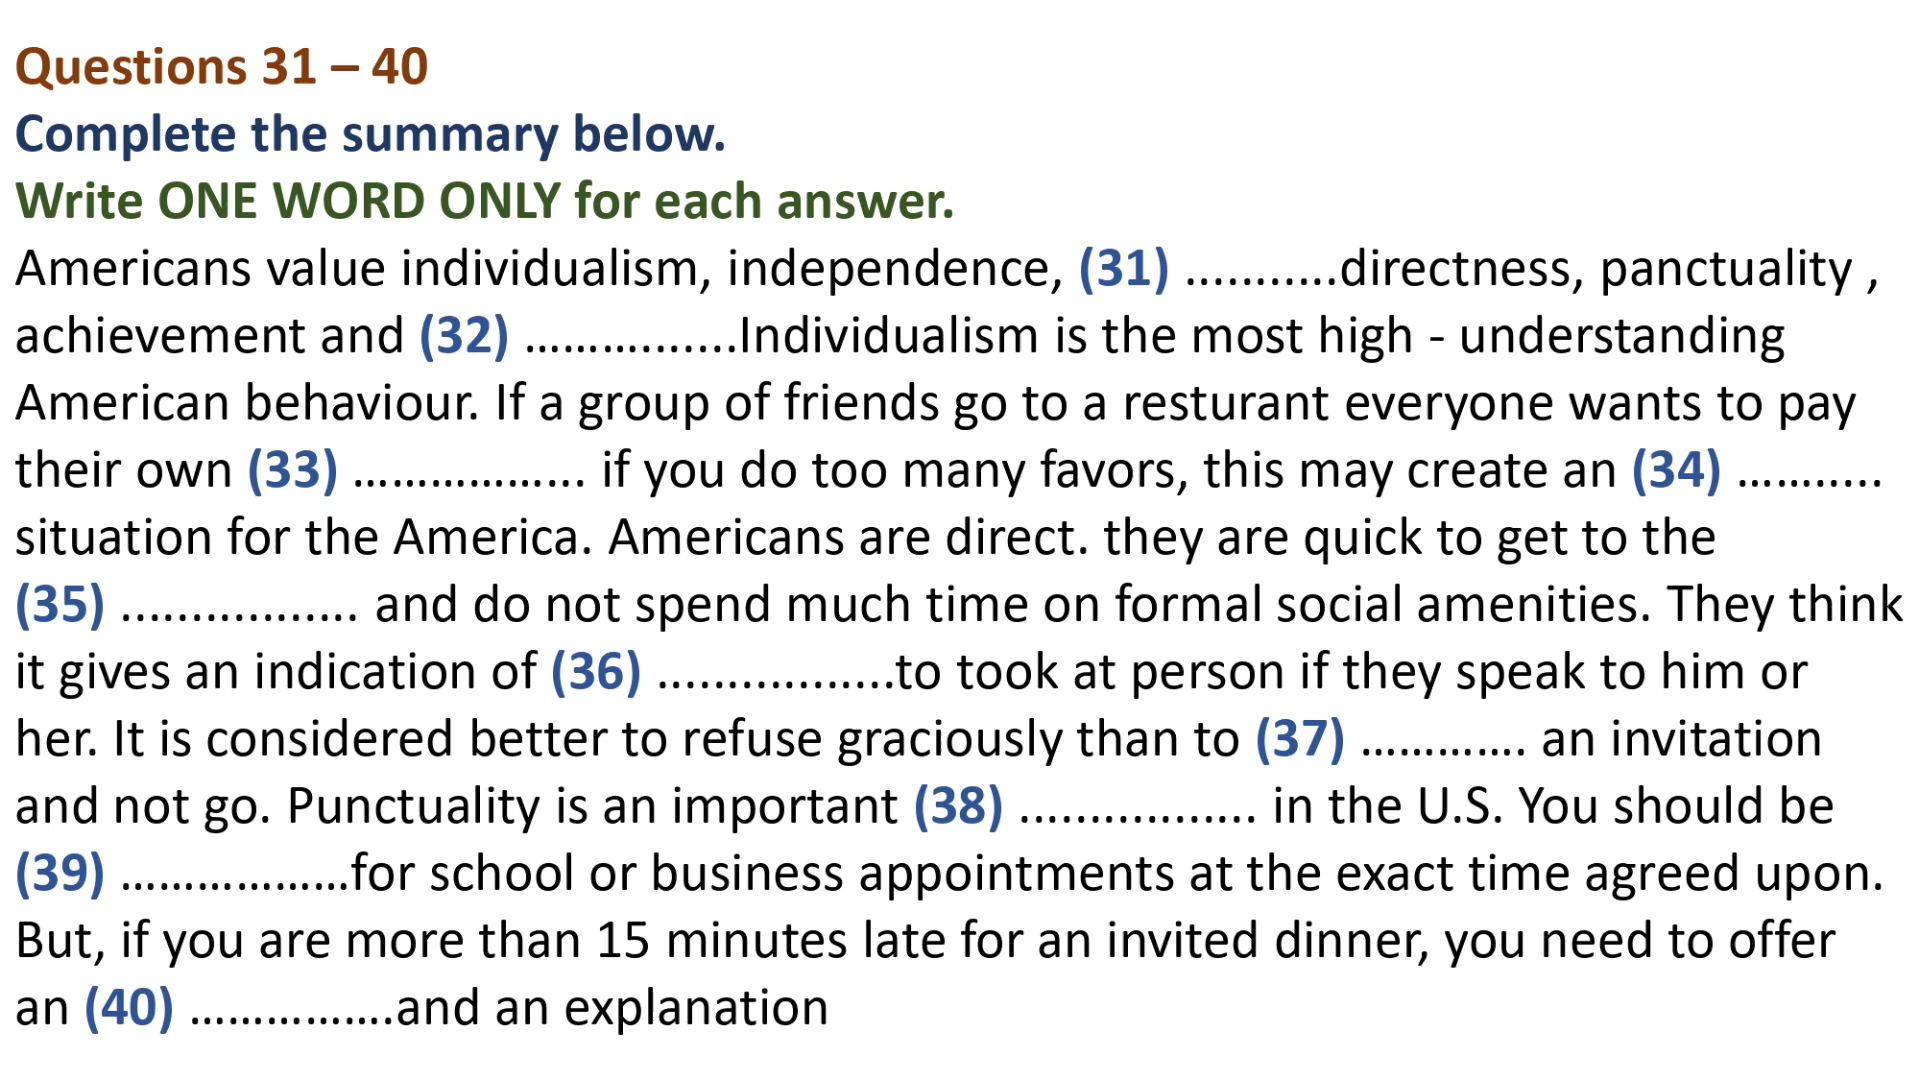 Questions 31 – 40
Complete the summary below.
Write ONE WORD ONLY for each answer.
Americans value individualism, independence, (31) ...........directness, panctuality ,
achievement and (32) ................Individualism is the most high - understanding
American behaviour. If a group of friends go to a resturant everyone wants to pay
their own (33) .................. if you do too many favors, this may create an (34) ...........
situation for the America. Americans are direct. they are quick to get to the
(35) ................. and do not spend much time on formal social amenities. They think
it gives an indication of (36) .................to took at person if they speak to him or
her. It is considered better to refuse graciously than to (37) ............. an invitation
and not go. Punctuality is an important (38) ................. in the U.S. You should be
(39) ..................for school or business appointments at the exact time agreed upon.
But, if you are more than 15 minutes late for an invited dinner, you need to offer
an (40) ................and an explanation